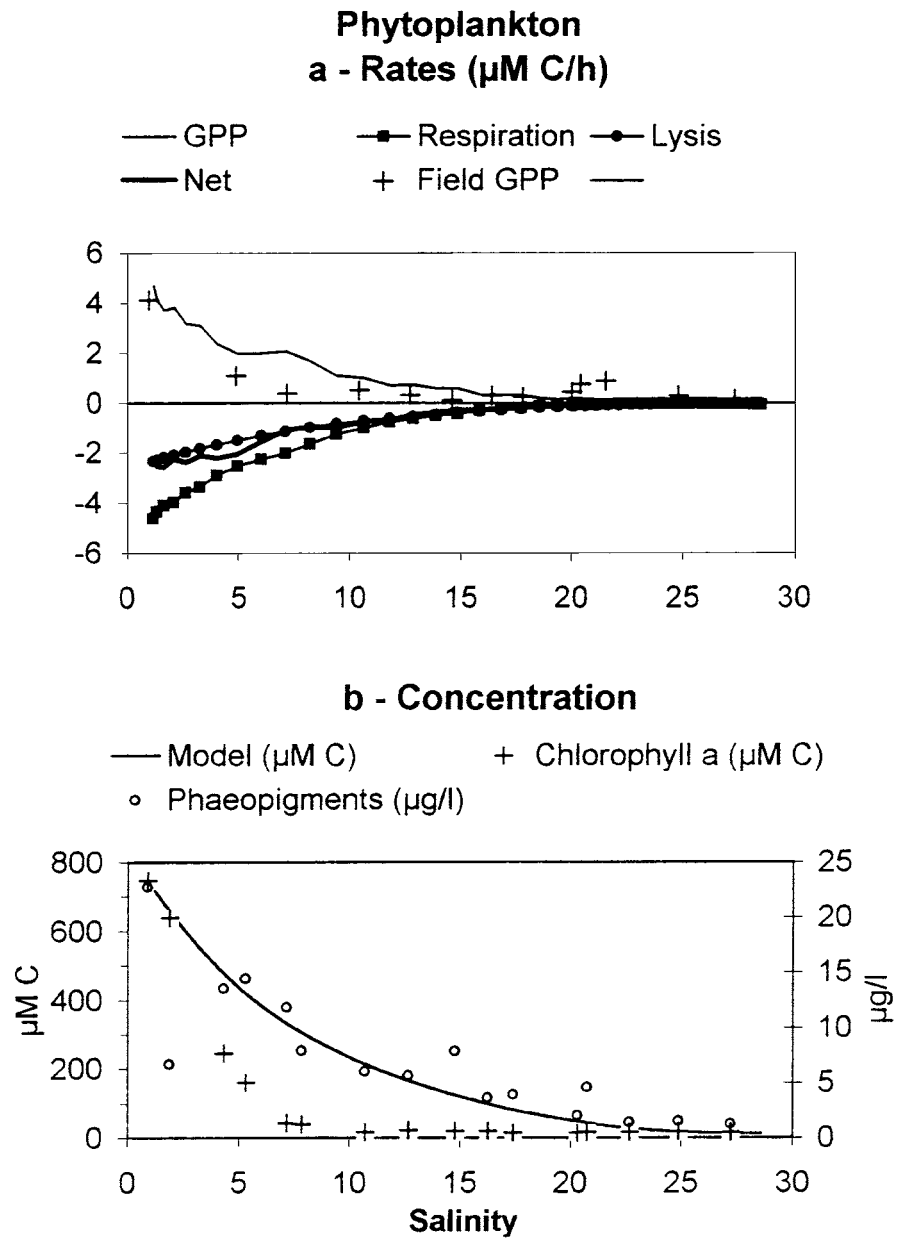 Phytoplankton
a - Rates (µM C/h)
GPP Respiration Lysis
Net Field GPP
6
4
2
0
-2
-4
-6
0 5 10 15 20 25 30
b - Concentration
Model (µM C) Chlorophyll a (µM C)
Phaeopigments (µg/l)
800 25
600 20
400 15
200 10
0 5
0
µM C
µg/l
0 5 10 15 20 25 30
Salinity